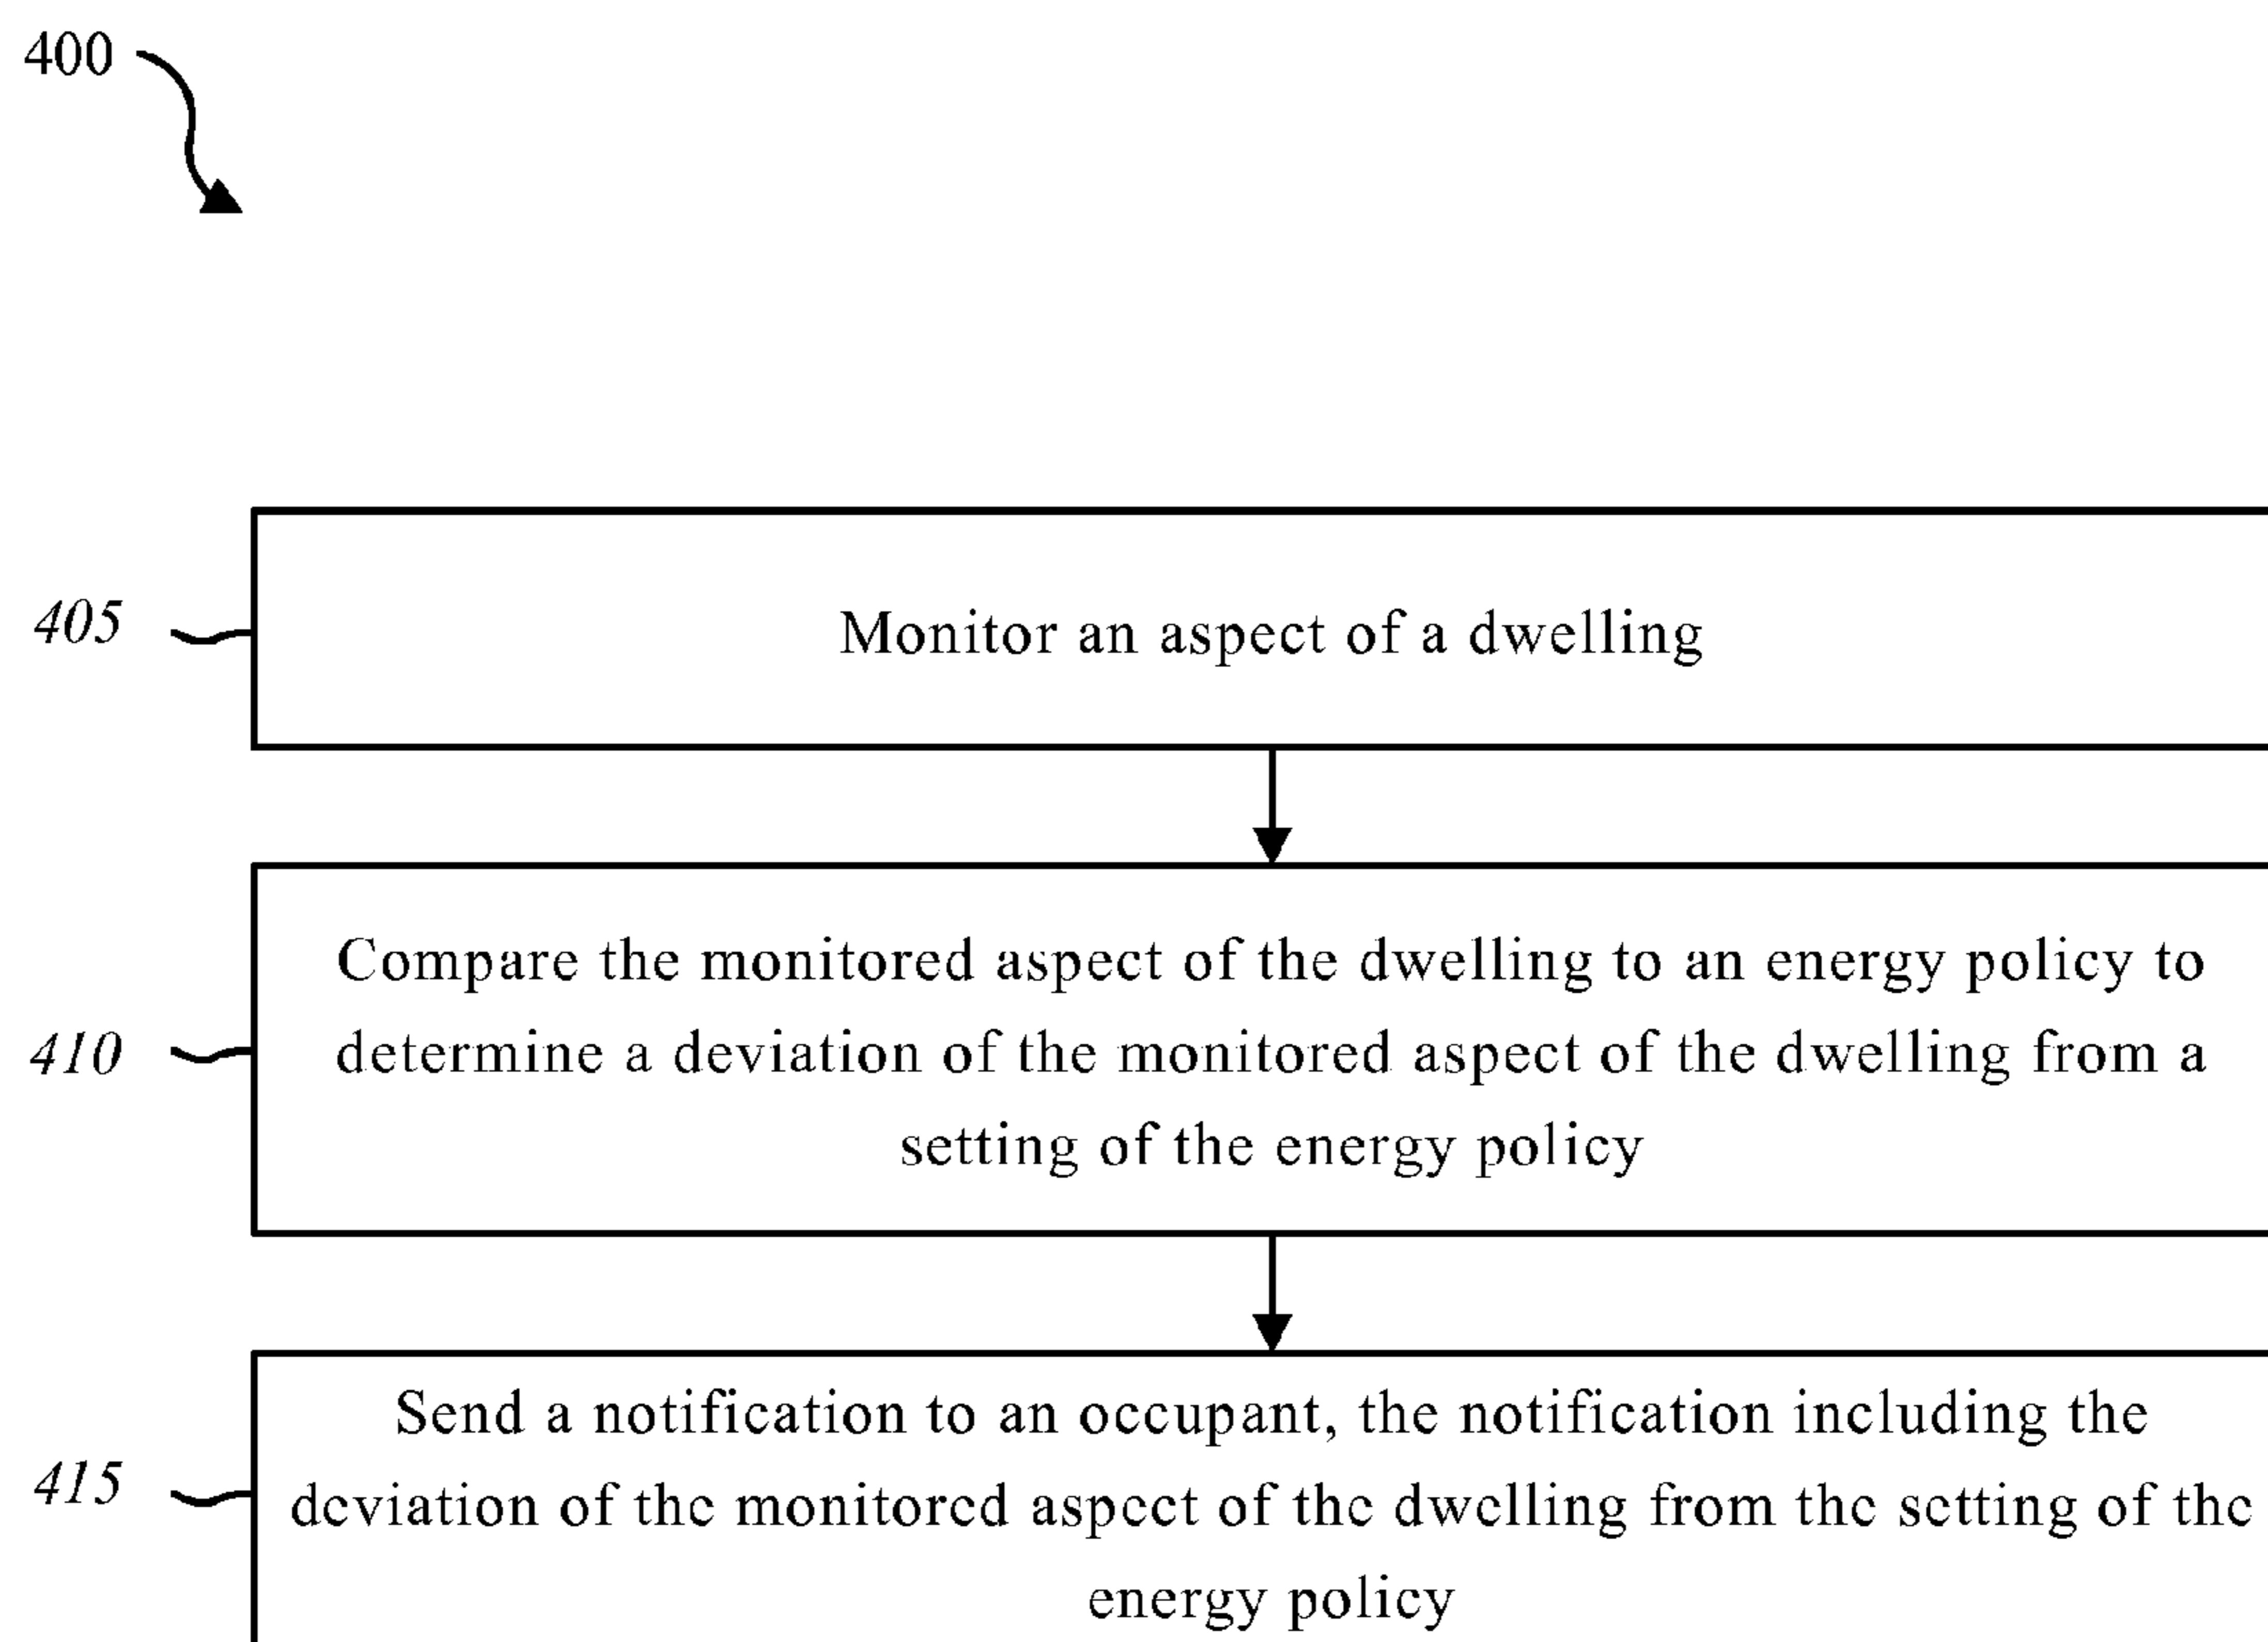 400
405
Monitor an aspect of a dwelling
Compare the monitored aspect of the dwelling to an energy policy to
410
determine a deviation of the monitored aspect of the dwelling from a
setting of the energy policy
Send a notification to an occupant, the notification including the
415
deviation of the monitored aspect of the dwelling from the setting of the
energy policy